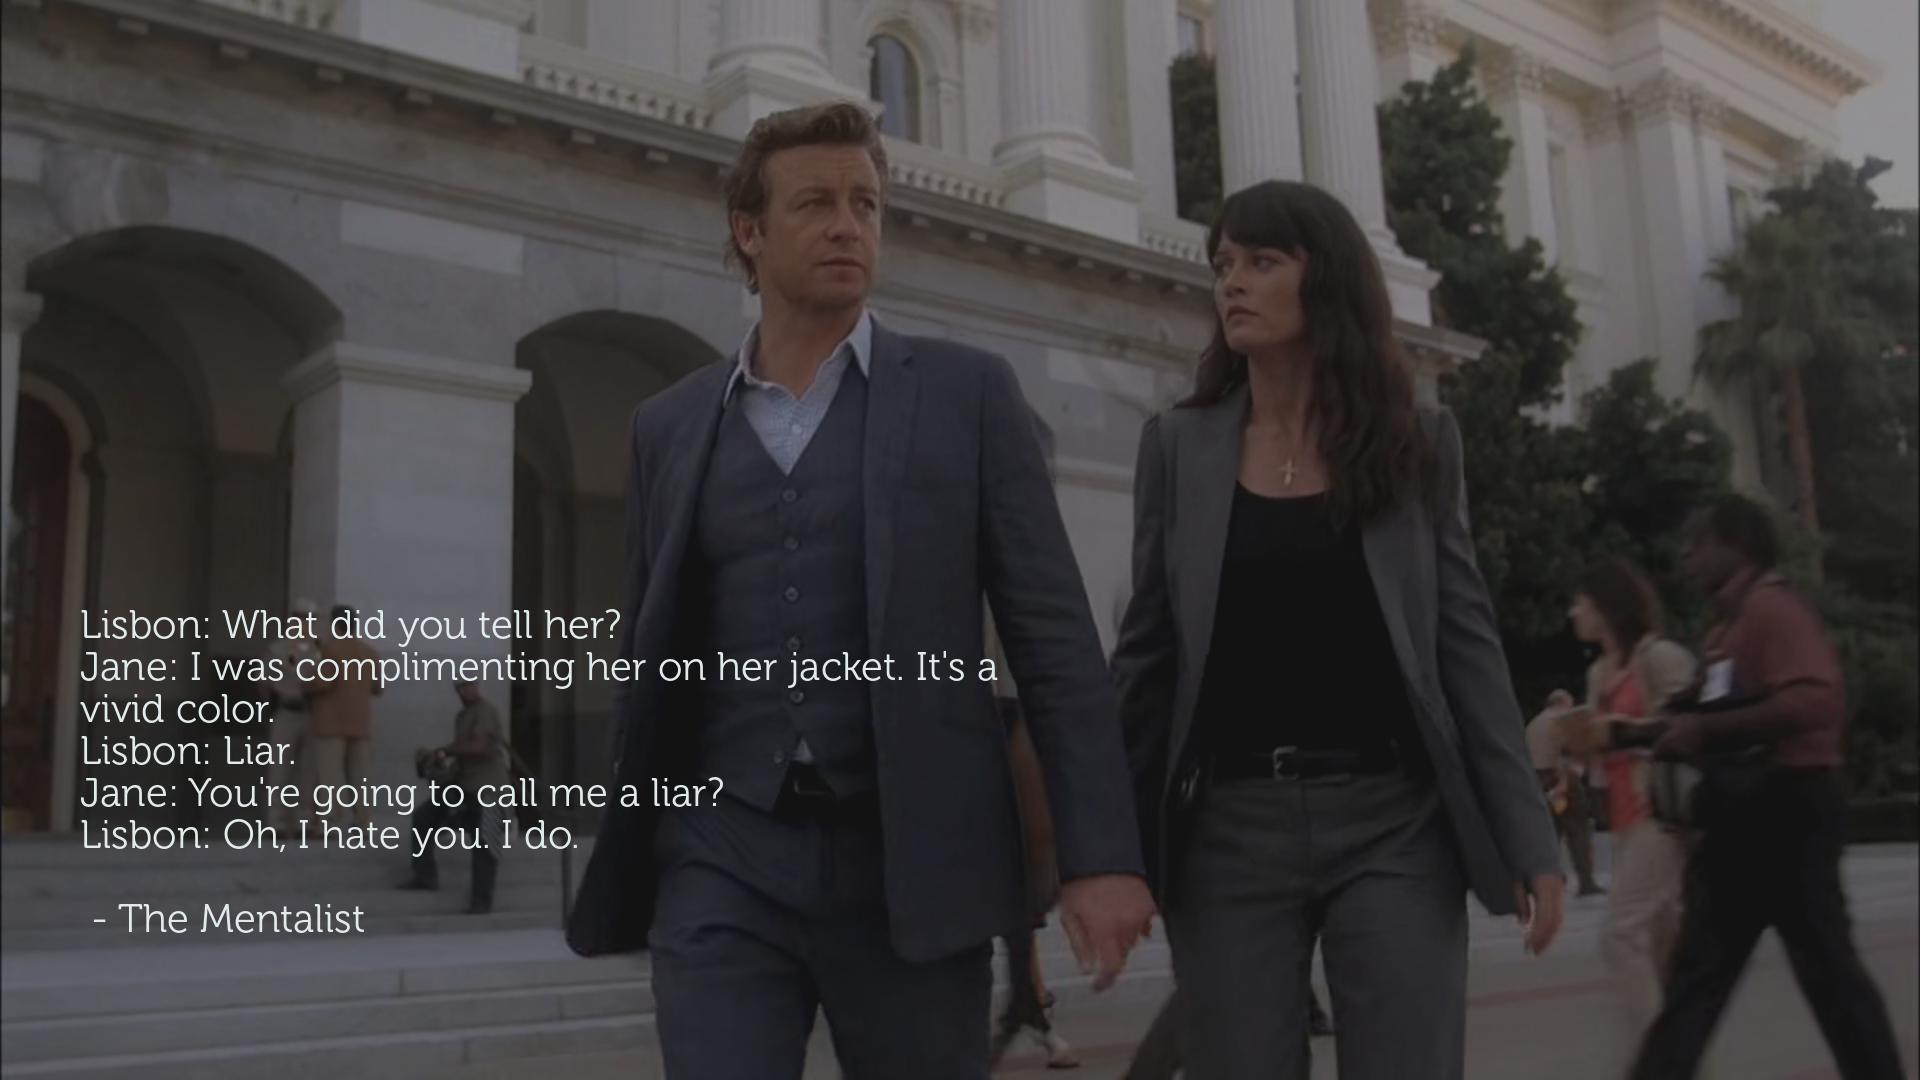 Lisbon: What did you tell her?
Jane: I was complimenting her on her jacket. It's a
vivid color.
Lisbon: Liar.
Jane: You're going to call me a liar?
Lisbon: Oh, I hate you. I do.
- The Mentalist